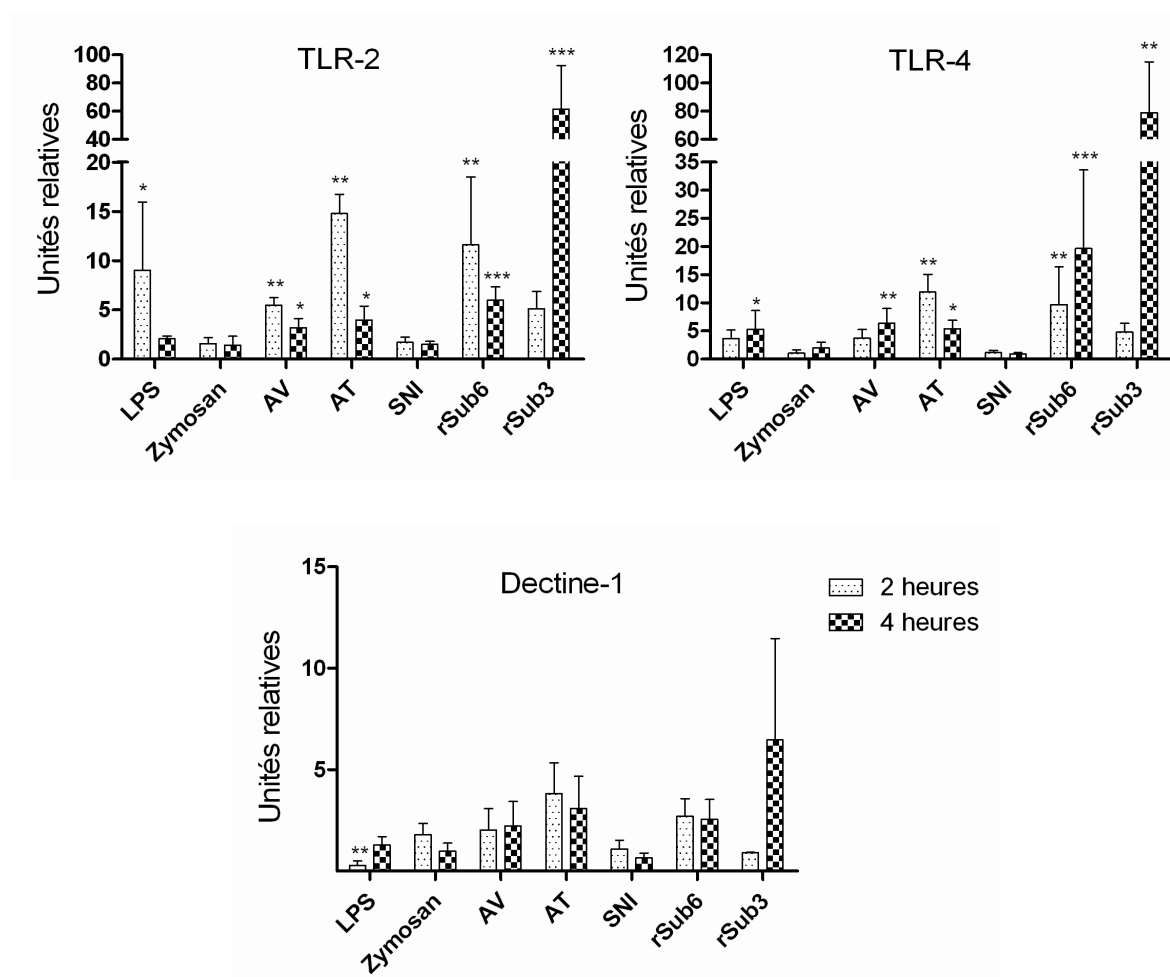 TLR-2
Unités relatives
100
80
60
40
20
15
10
5
0
*
**
*
**
*
**
***
***
LPS
Zymosan
AV
AT
SNI
rSub6
rSub3
TLR-4
Unités relatives
120
100
80
60
35
30
25
20
15
10
5
0
*
**
**
*
**
***
**
LPS
Zymosan
AV
AT
SNI
rSub6
rSub3
Dectine-1
Unités relatives
15
10
5
**
LPS
Zymosan
AV
AT
SNI
rSub6
rSub3
2 heures
4 heures